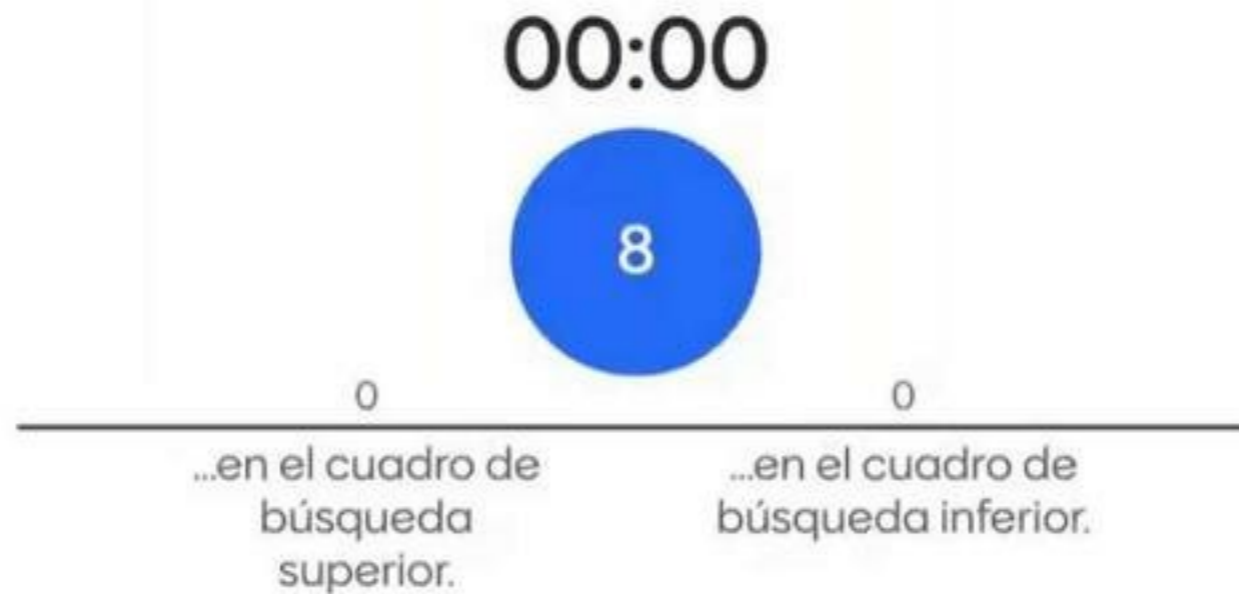 00:00
8
0
0
...en el cuadro de
búsqueda
superior.
...en el cuadro de
búsqueda inferior.